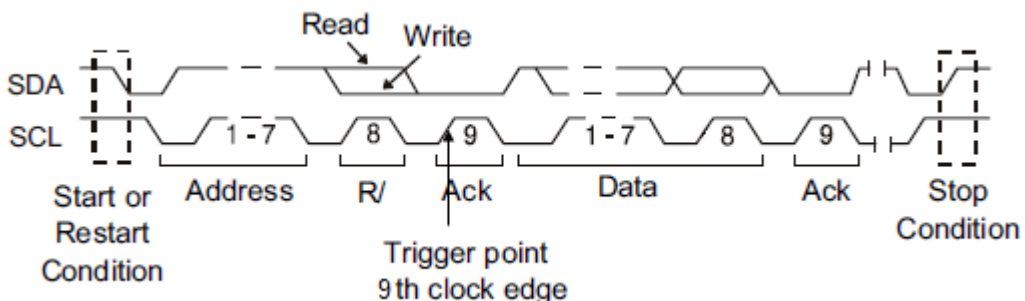 Read
Write
SDA
SCL
1 - 7
8
9
1 - 7
8
9
Address
R/
Ack
Data
Ack
Start or
Restart
Condition
Stop
Condition
Trigger point
9th clock edge